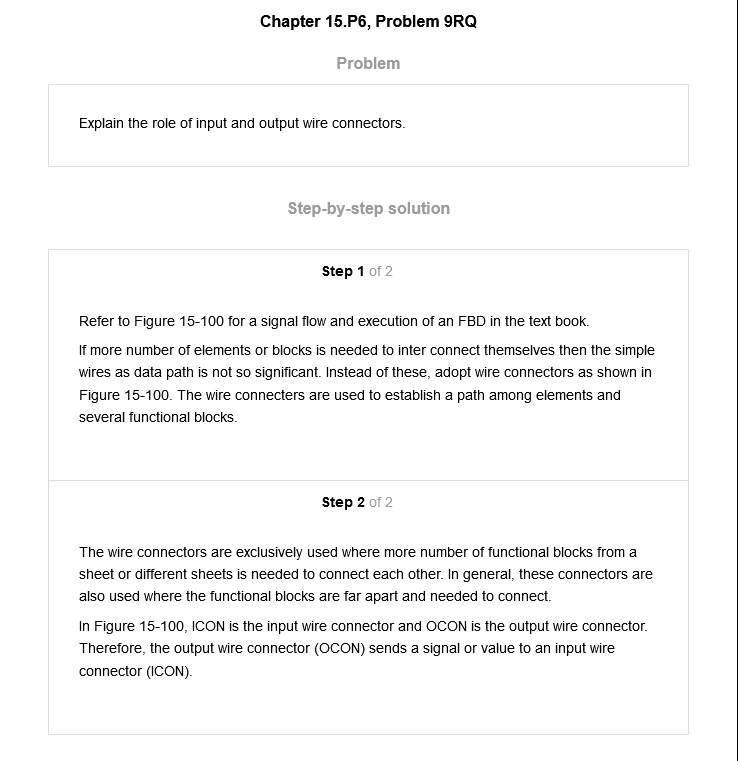 Chapter 15.P6, Problem 9RQ
Problem
Explain the role of input and output wire connectors.
Step-by-step solution
Step 1 of 2
Refer to Figure 15-100 for a signal flow and execution of an FBD in the text book.
If more number of elements or blocks is needed to inter connect themselves then the simple
wires as data path is not so significant. Instead of these, adopt wire connectors as shown in
Figure 15-100. The wire connecters are used to establish a path among elements and
several functional blocks.
Step 2 of 2
The wire connectors are exclusively used where more number of functional blocks from a
sheet or different sheets is needed to connect each other. In general, these connectors are
also used where the functional blocks are far apart and needed to connect.
In Figure 15-100, ICON is the input wire connector and OCON is the output wire connector.
Therefore, the output wire connector (OCON) sends a signal or value to an input wire
connector (ICON).